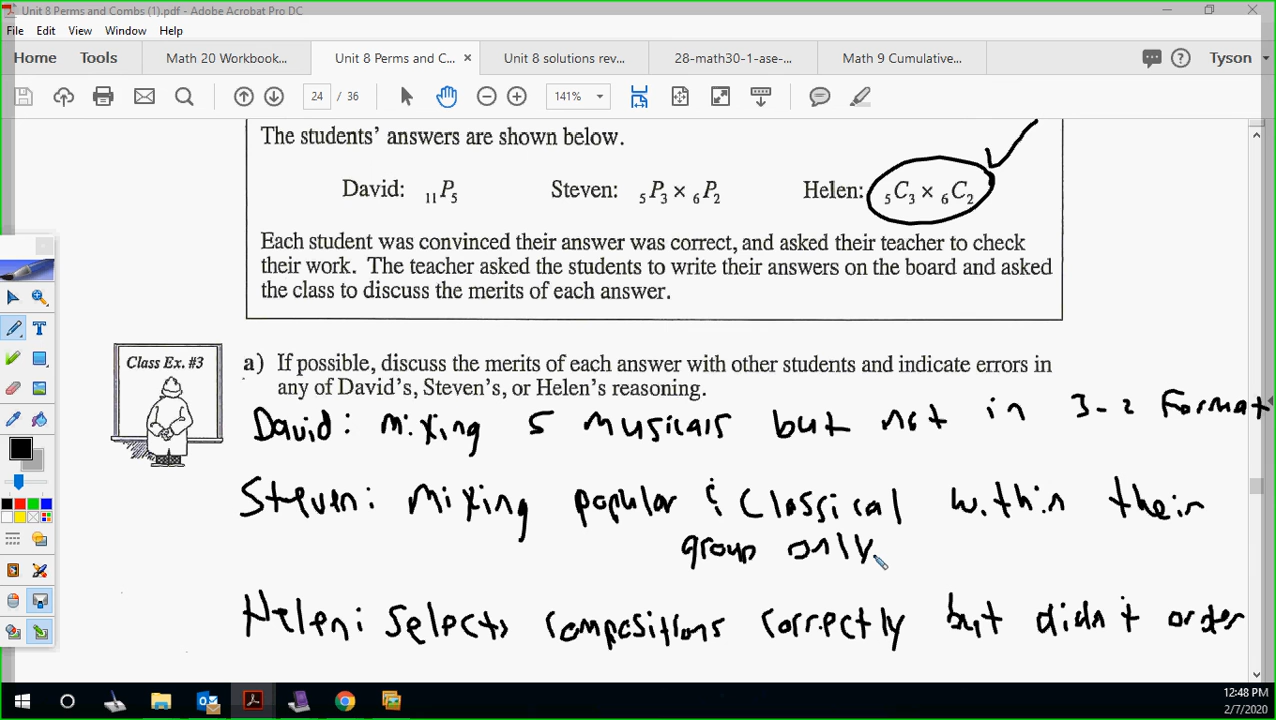 Unit 8 Perms and Combs (1).pdf - Adobe Acrobat Pro DC
File Edit View Window Help
Home Tools Math 20 Workbook... Unit 8 Perms and C... × Unit 8 solutions rev... 28-math30-1-ase-... Math 9 Cumulative... Tyson
24 / 36 141%
The students' answers are shown below.
David: ₁₁P₅ Steven: ₅P₃ × ₆P₂ Helen: ₅C₃ × ₆C₂
Each student was convinced their answer was correct, and asked their teacher to check
their work. The teacher asked the students to write their answers on the board and asked
the class to discuss the merits of each answer.
Class Ex. #3
a) If possible, discuss the merits of each answer with other students and indicate errors in
any of David's, Steven's, or Helen's reasoning.
David: Mixing 5 musicals but not in 3-2 Format
Steven: Mixing popular & Classical within their
group only
Helen: Selects compositions correctly but didn't order
12:48 PM
2/7/2020